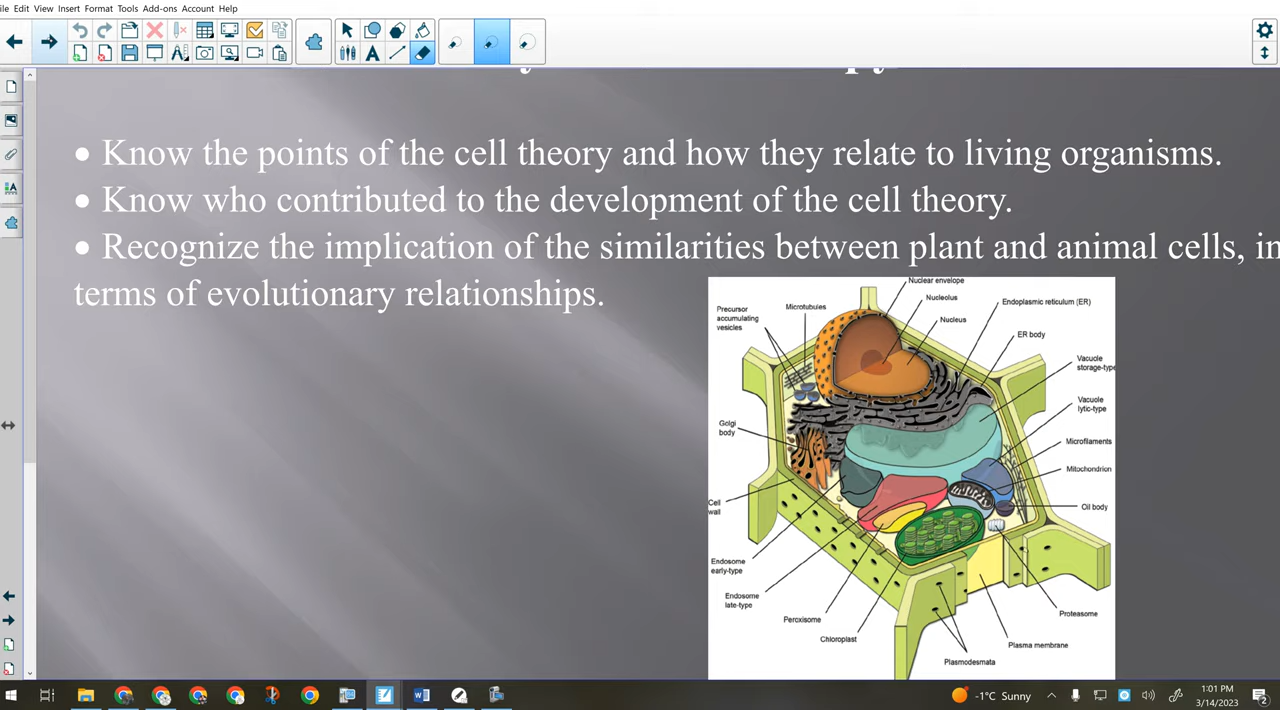 ile Edit View Insert Format Tools Add-ons Account Help
• Know the points of the cell theory and how they relate to living organisms.
• Know who contributed to the development of the cell theory.
• Recognize the implication of the similarities between plant and animal cells, in
terms of evolutionary relationships.
Nuclear envelope
Nucleolus
Nucleus
Endoplasmic reticulum (ER)
ER body
Vacuole
storage-type
Vacuole
lytic-type
Microfilaments
Mitochondrion
Oil body
Proteasome
Plasma membrane
Plasmodesmata
Chloroplast
Peroxisome
Endosome
late-type
Endosome
early-type
Cell
wall
Golgi
body
Precursor
accumulating
vesicles
Microtubules
-1°C Sunny
1:01 PM
3/14/2023
2